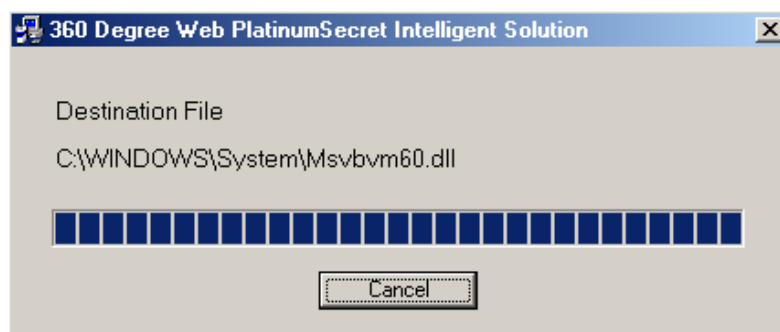 360 Degree Web PlatinumSecret Intelligent Solution
Destination File
C:\WINDOWS\System\Msvbvm60.dll
Cancel